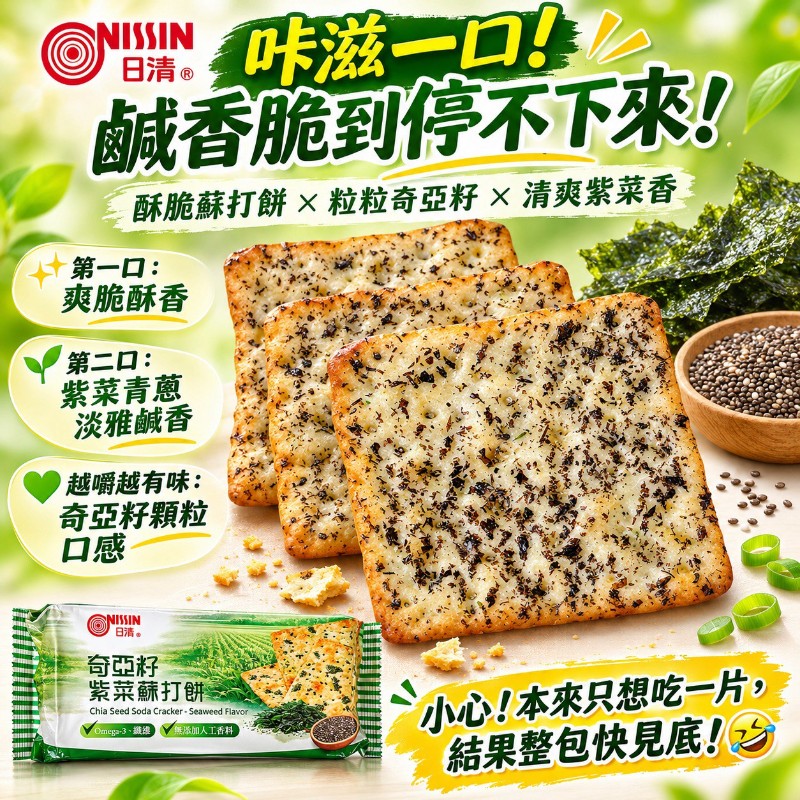 NISSIN
日清®
咔滋一口!
鹹香脆到停不下來!
酥脆蘇打餅 × 粒粒奇亞籽 × 清爽紫菜香
第一口:
爽脆酥香
第二口:
紫菜青蔥
淡雅鹹香
越嚼越有味:
奇亞籽顆粒
口感
NISSIN
日清®
奇亞籽
紫菜蘇打餅
Chia Seed Soda Cracker - Seaweed Flavor
Omega-3、纖維
無添加人工香料
小心!本來只想吃一片,
結果整包快見底!